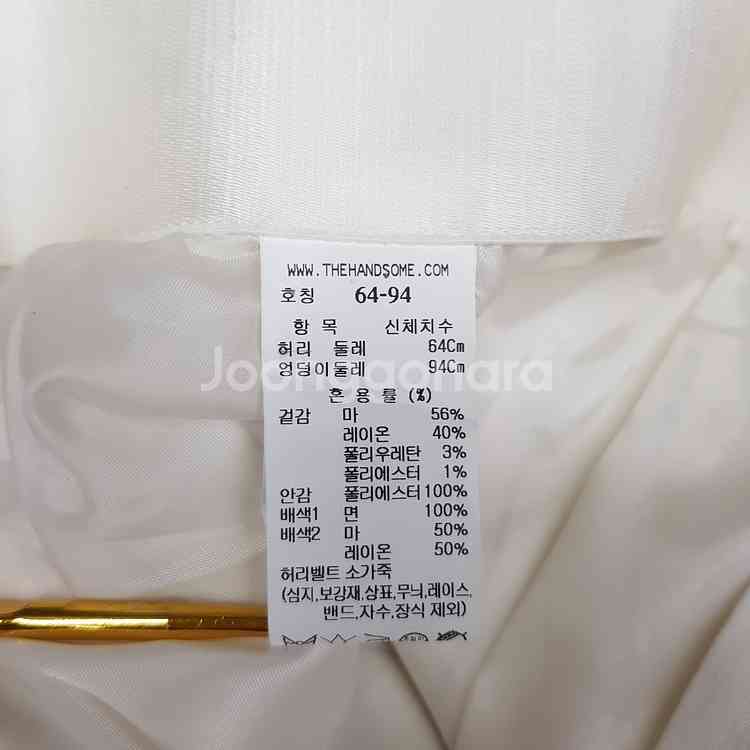 WWW.THEHANDSOME.COM
호칭 64-94
항 목 신체치수
허리 둘레 64Cm
엉덩이둘레 94Cm
Joonggonara
혼 용 률 (%)
겉감 마 56%
레이온 40%
폴리우레탄 3%
폴리에스터 1%
안감 폴리에스터 100%
배색1 면 100%
배색2 마 50%
레이온 50%
허리벨트 소가죽
(심지,보강재,상표,무늬,레이스,
밴드,자수,장식 제외)